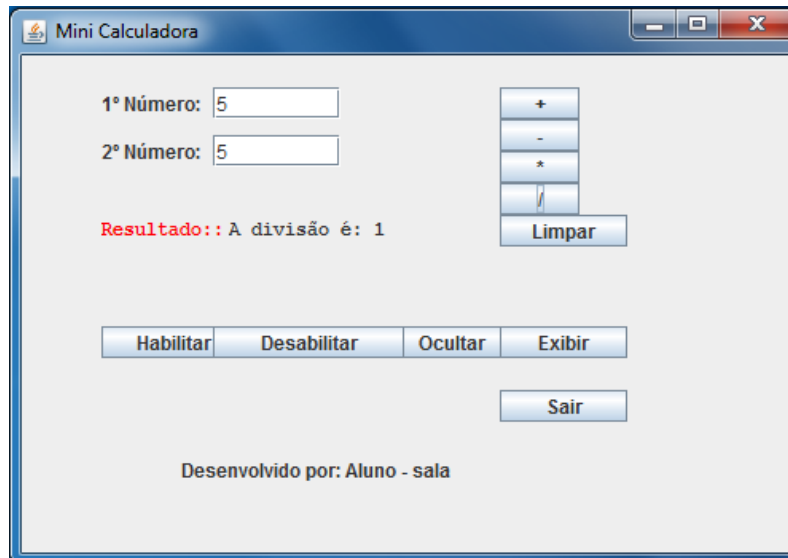 Mini Calculadora
1º Número: 5
+
-
2º Número: 5
*
/
Resultado:: A divisão é: 1
Limpar
Habilitar Desabilitar Ocultar Exibir
Sair
Desenvolvido por: Aluno - sala